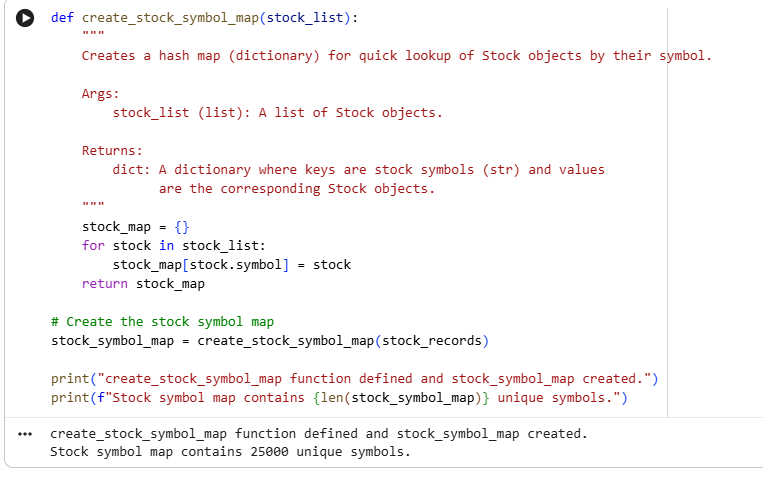 def create_stock_symbol_map(stock_list):
    """
    Creates a hash map (dictionary) for quick lookup of Stock objects by their symbol.

    Args:
        stock_list (list): A list of Stock objects.

    Returns:
        dict: A dictionary where keys are stock symbols (str) and values
              are the corresponding Stock objects.
    """
    stock_map = {}
    for stock in stock_list:
        stock_map[stock.symbol] = stock
    return stock_map

# Create the stock symbol map
stock_symbol_map = create_stock_symbol_map(stock_records)

print("create_stock_symbol_map function defined and stock_symbol_map created.")
print(f"Stock symbol map contains {len(stock_symbol_map)} unique symbols.")
create_stock_symbol_map function defined and stock_symbol_map created.
Stock symbol map contains 25000 unique symbols.